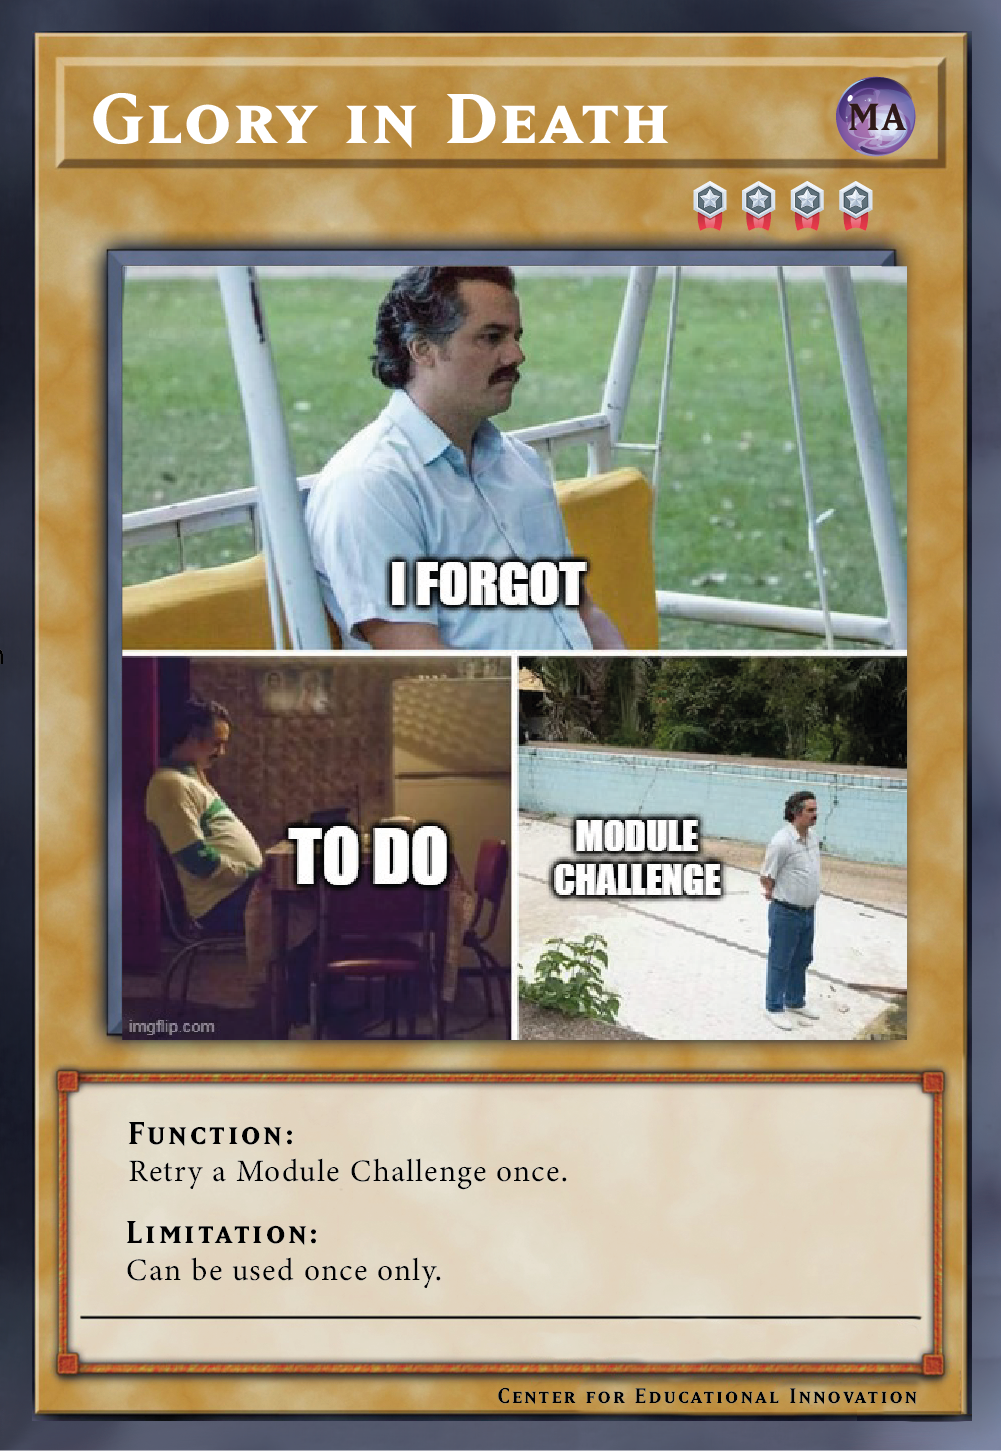 Glory in Death
MA
I FORGOT
TO DO
MODULE
CHALLENGE
imgflip.com
Function:
Retry a Module Challenge once.
Limitation:
Can be used once only.
Center for Educational Innovation